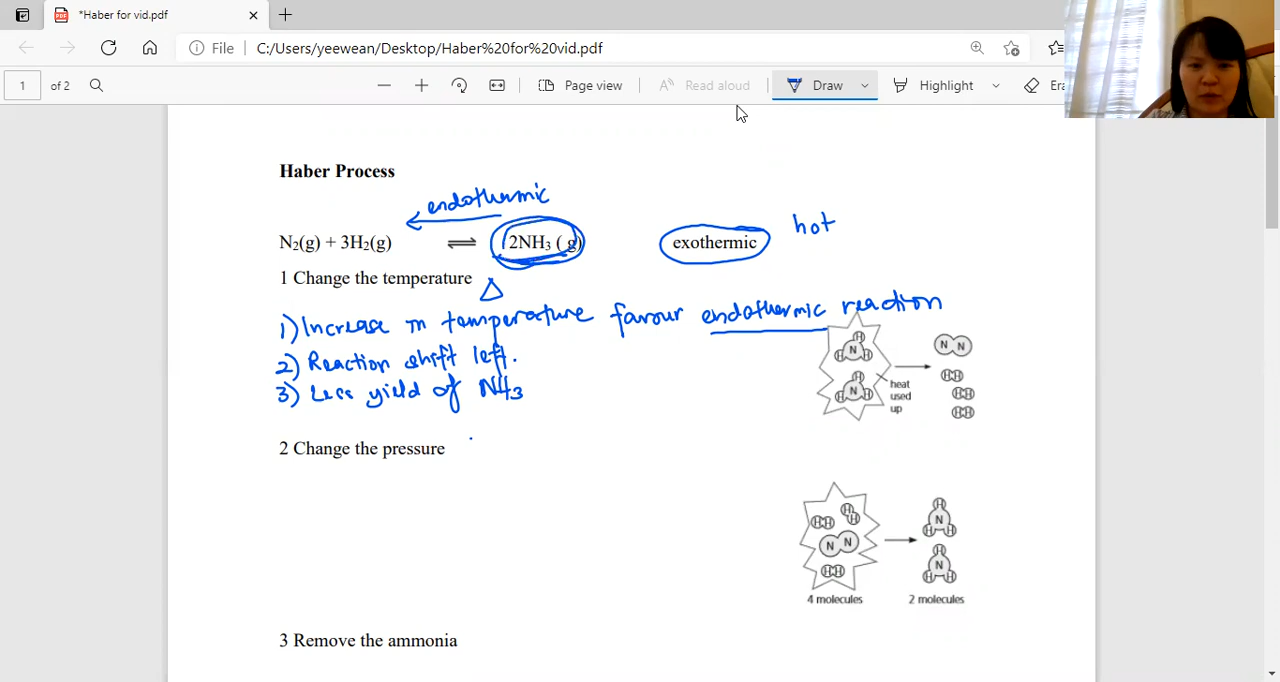 *Haber for vid.pdf
File C:/Users/yeewean/Desktop/Haber%20for%20vid.pdf
1 of 2 Page view Read aloud Draw Highlight Era
Haber Process
endothermic
N₂(g) + 3H₂(g) ⇌ 2NH₃ ( g) exothermic hot
1 Change the temperature
Δ
1) Increase in temperature favour endothermic reaction
2) Reaction shift left.
3) Less yield of NH3
N H H H
N H H H
heat
used
up
N N
H H
H H
H H
2 Change the pressure
H H
H H
N N
H H
4 molecules
N H H H
N H H H
2 molecules
3 Remove the ammonia